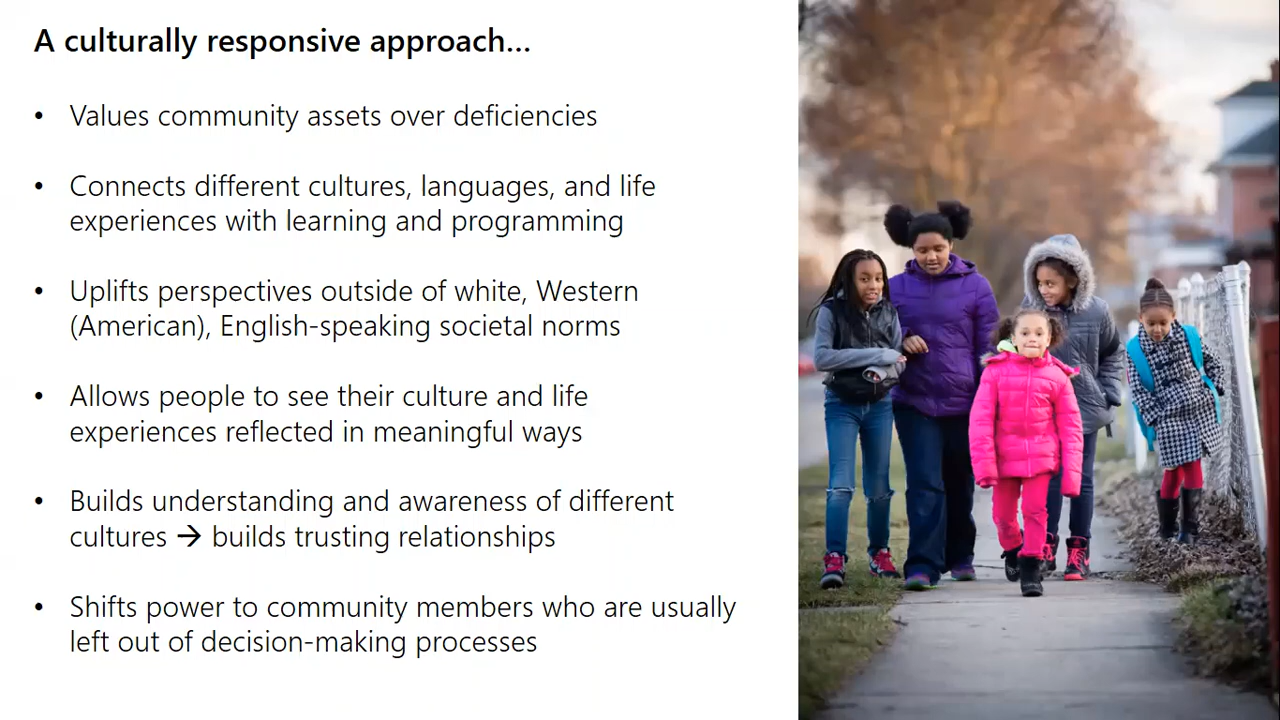 A culturally responsive approach...
• Values community assets over deficiencies
• Connects different cultures, languages, and life
experiences with learning and programming
• Uplifts perspectives outside of white, Western
(American), English-speaking societal norms
• Allows people to see their culture and life
experiences reflected in meaningful ways
• Builds understanding and awareness of different
cultures → builds trusting relationships
• Shifts power to community members who are usually
left out of decision-making processes